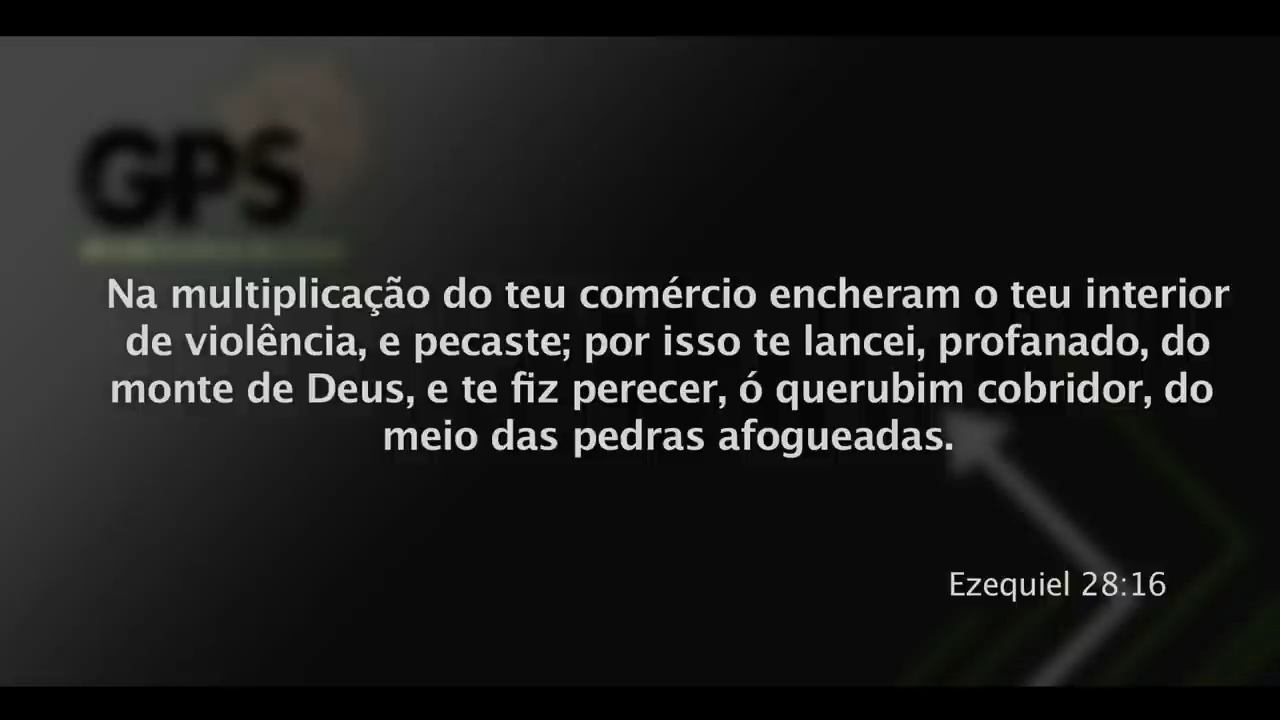 GPS
Na multiplicação do teu comércio encheram o teu interior
de violência, e pecaste; por isso te lancei, profanado, do
monte de Deus, e te fiz perecer, ó querubim cobridor, do
meio das pedras afogueadas.
Ezequiel 28:16